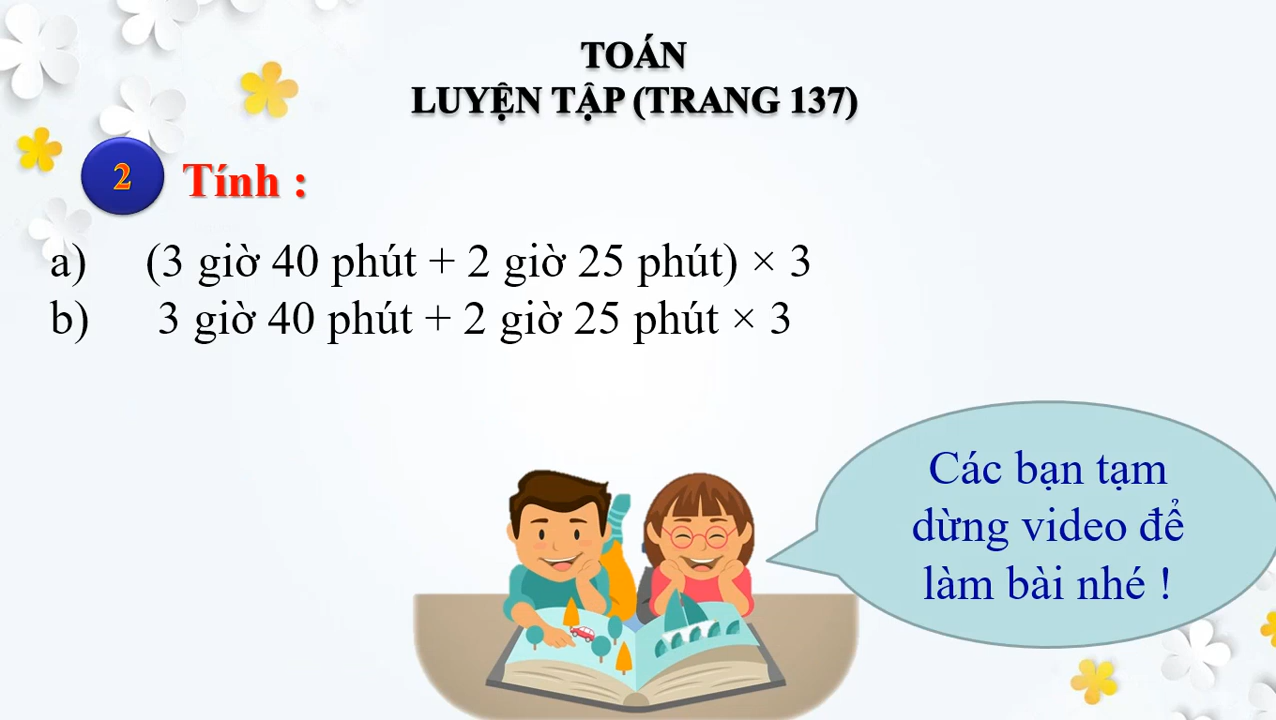 TOÁN
LUYỆN TẬP (TRANG 137)
2 Tính :
a) (3 giờ 40 phút + 2 giờ 25 phút) × 3
b) 3 giờ 40 phút + 2 giờ 25 phút × 3
Các bạn tạm
dừng video để
làm bài nhé !